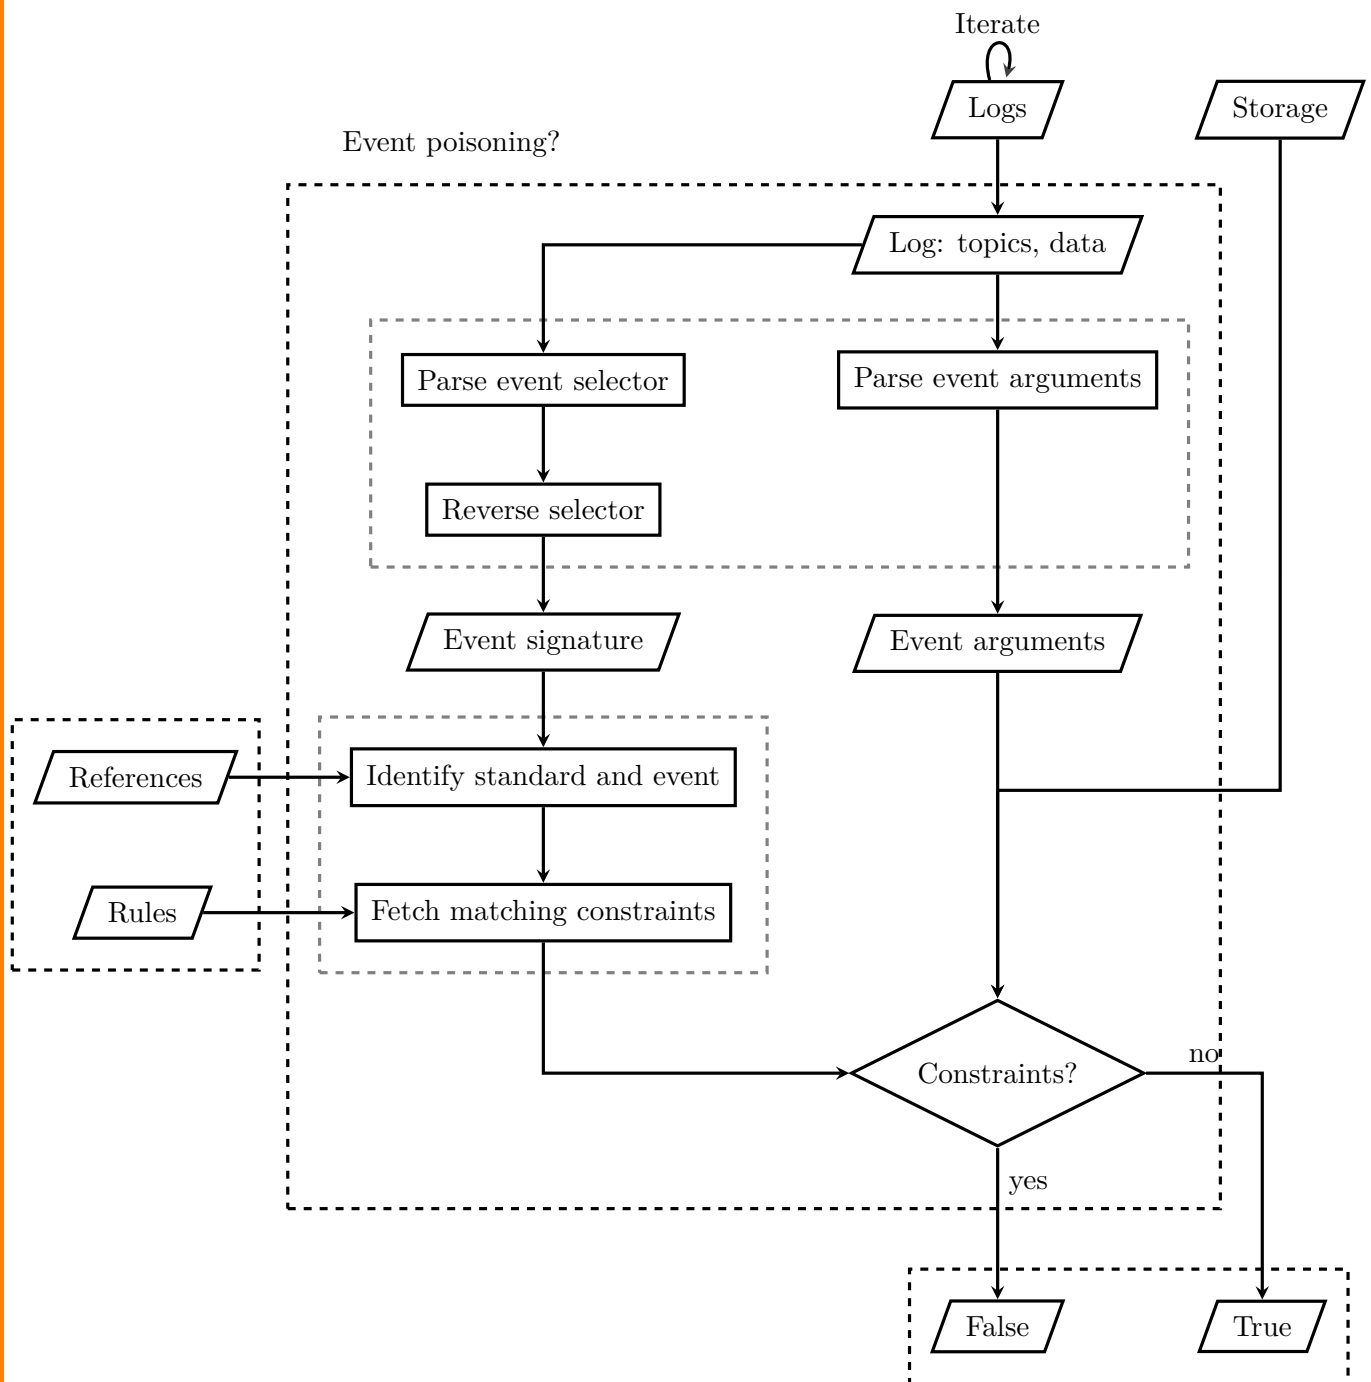 Iterate
Logs
Storage
Event poisoning?
Log: topics, data
Parse event selector
Parse event arguments
Reverse selector
Event signature
Event arguments
References
Identify standard and event
Rules
Fetch matching constraints
no
Constraints?
yes
False
True